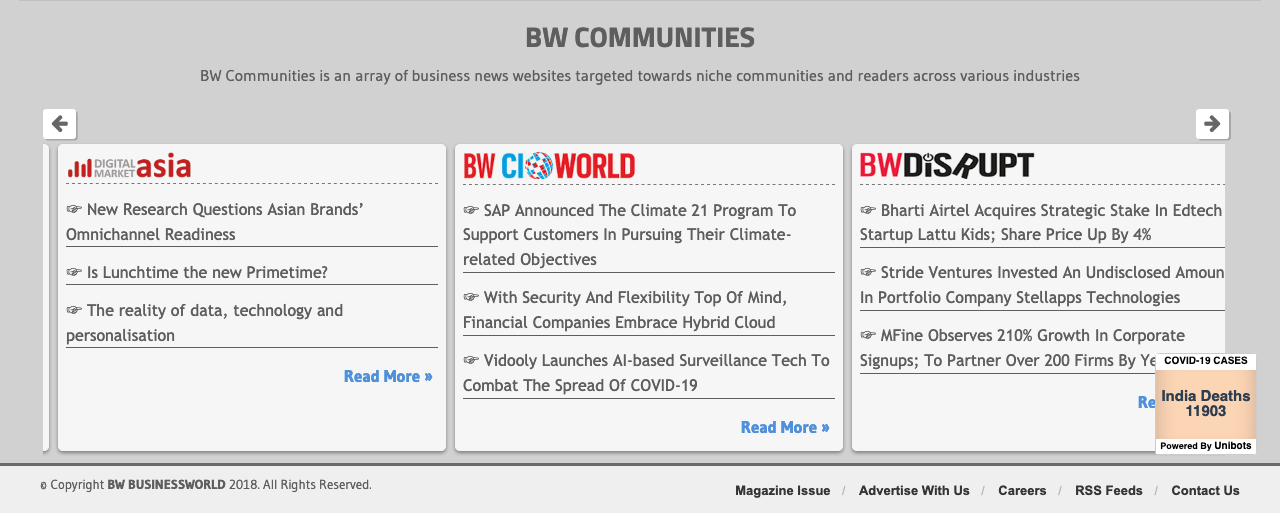 BW COMMUNITIES
BW Communities is an array of business news websites targeted towards niche communities and readers across various industries
DIGITAL MARKET asia
☞ New Research Questions Asian Brands’
Omnichannel Readiness
☞ Is Lunchtime the new Primetime?
☞ The reality of data, technology and
personalisation
Read More »
BW CIOWORLD
☞ SAP Announced The Climate 21 Program To
Support Customers In Pursuing Their Climate-
related Objectives
☞ With Security And Flexibility Top Of Mind,
Financial Companies Embrace Hybrid Cloud
☞ Vidooly Launches AI-based Surveillance Tech To
Combat The Spread Of COVID-19
Read More »
BW DISRUPT
☞ Bharti Airtel Acquires Strategic Stake In Edtech
Startup Lattu Kids; Share Price Up By 4%
☞ Stride Ventures Invested An Undisclosed Amoun
In Portfolio Company Stellapps Technologies
☞ MFine Observes 210% Growth In Corporate
Signups; To Partner Over 200 Firms By
COVID-19 CASES
India Deaths
11903
Powered By Unibots
© Copyright BW BUSINESSWORLD 2018. All Rights Reserved.
Magazine Issue / Advertise With Us / Careers / RSS Feeds / Contact Us